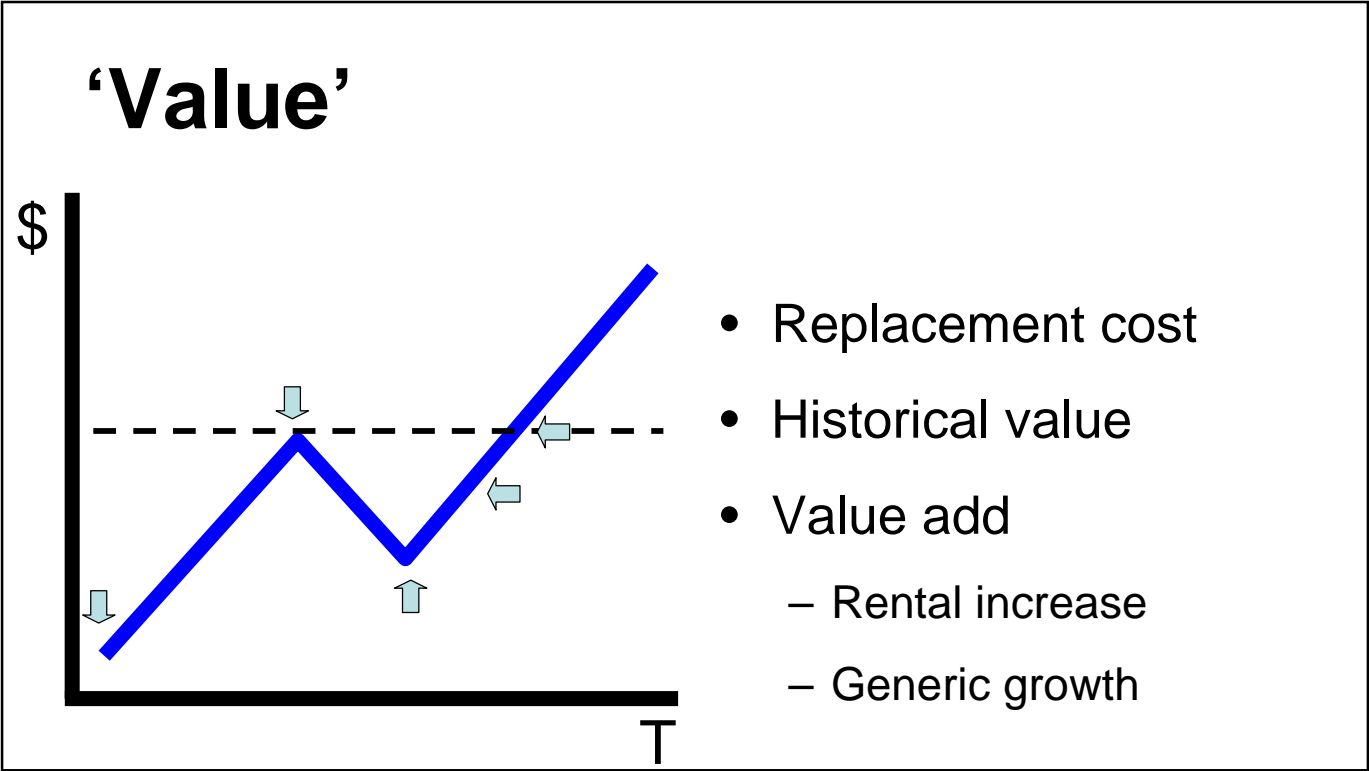 ‘Value’
$
T
• Replacement cost
• Historical value
• Value add
– Rental increase
– Generic growth